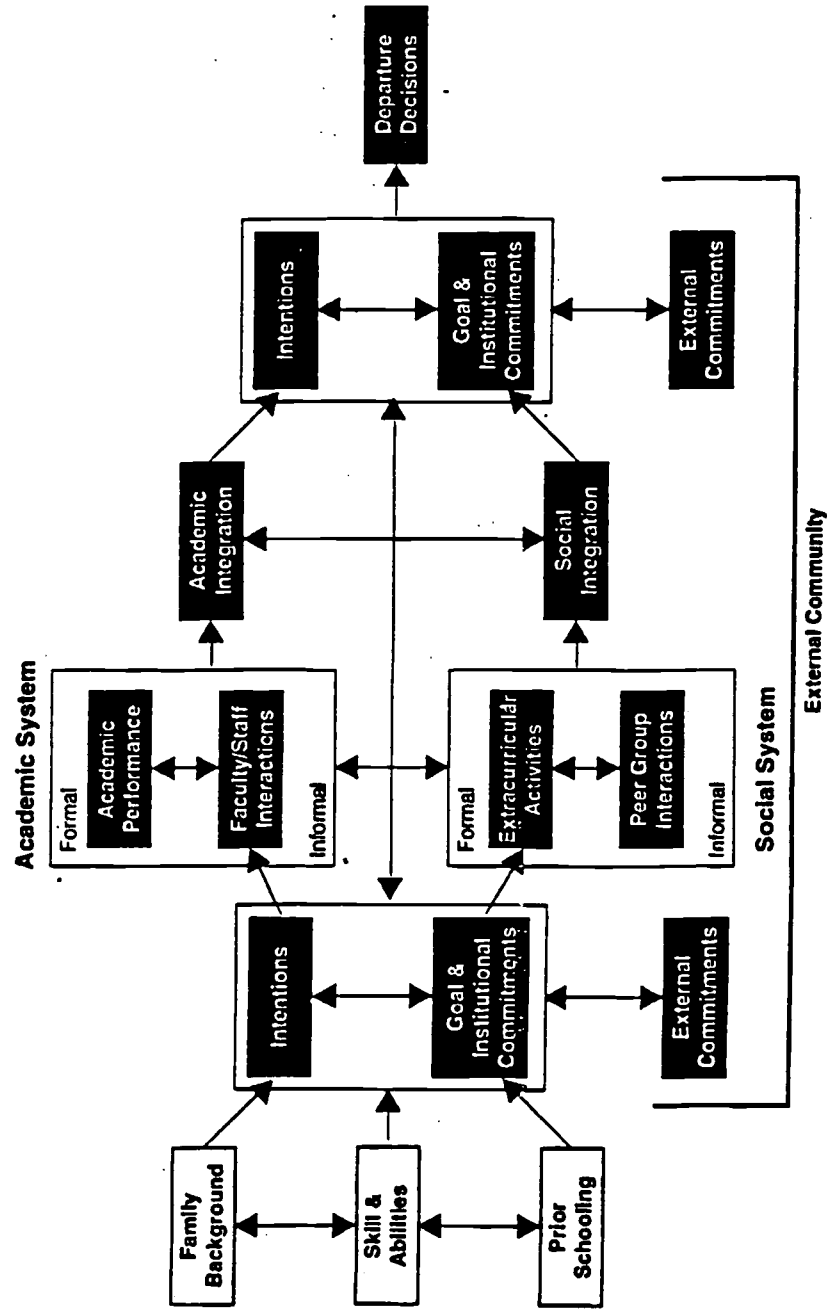 Family
Background
Skill &
Abilities
Prior
Schooling
Intentions
Goal &
Institutional
Commitments
External
Commitments
Academic System
Formal
Academic
Performance
Faculty/Staff
Interactions
Informal
Formal
Extracurricular
Activities
Peer Group
Interactions
Informal
Social System
Academic
Integration
Social
Integration
Intentions
Goal &
Institutional
Commitments
External
Commitments
External Community
Departure
Decisions